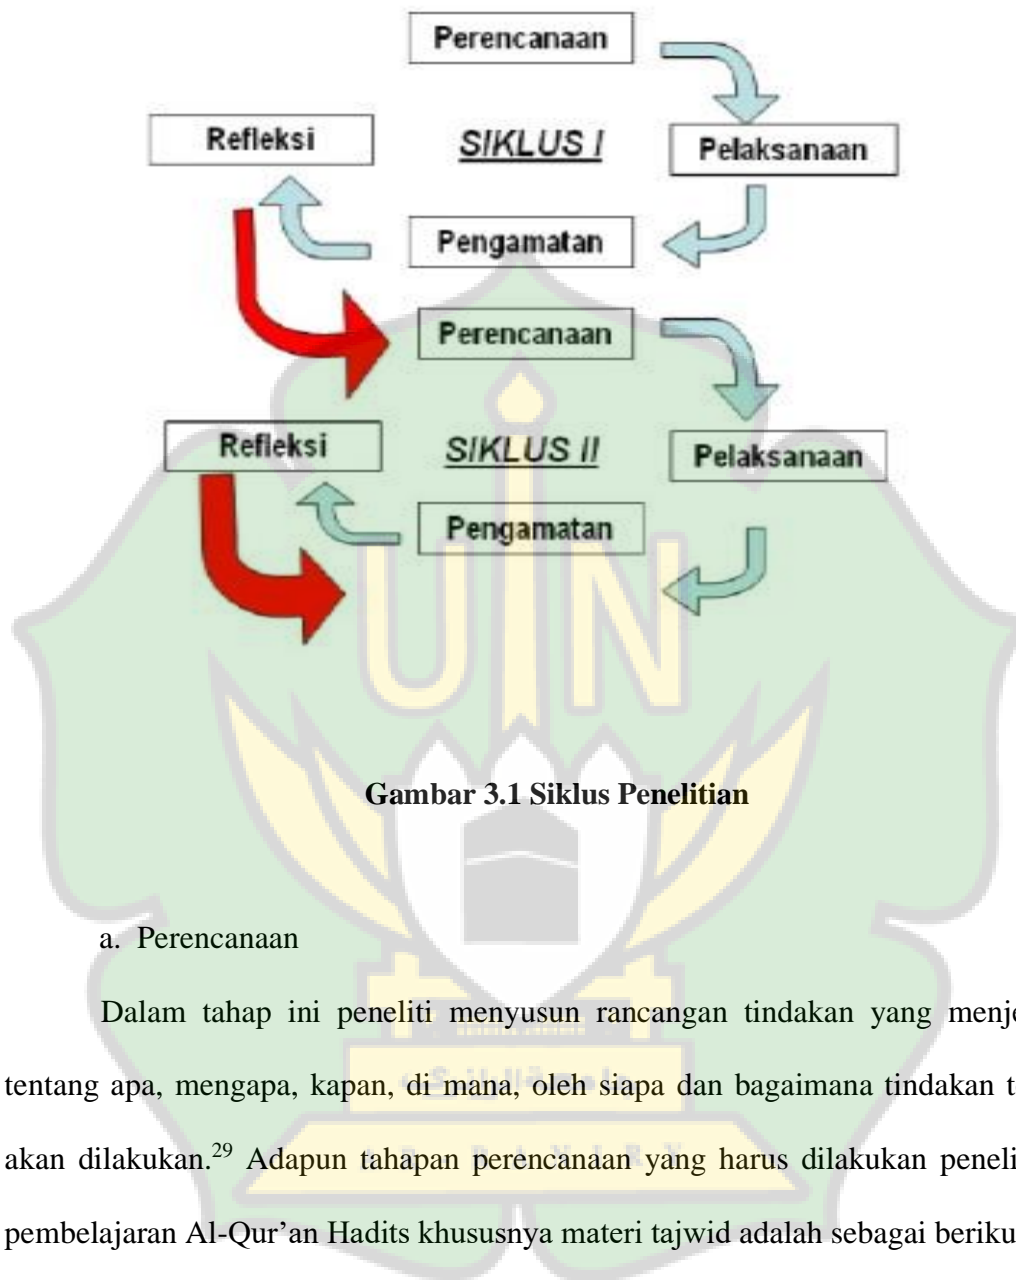 Perencanaan
Refleksi SIKLUS I Pelaksanaan
Pengamatan
Perencanaan
Refleksi SIKLUS II Pelaksanaan
Pengamatan
UIN
Gambar 3.1 Siklus Penelitian
a. Perencanaan
Dalam tahap ini peneliti menyusun rancangan tindakan yang menje
tentang apa, mengapa, kapan, di mana, oleh siapa dan bagaimana tindakan t
akan dilakukan.29 Adapun tahapan perencanaan yang harus dilakukan penel
pembelajaran Al-Qur’an Hadits khususnya materi tajwid adalah sebagai beriku